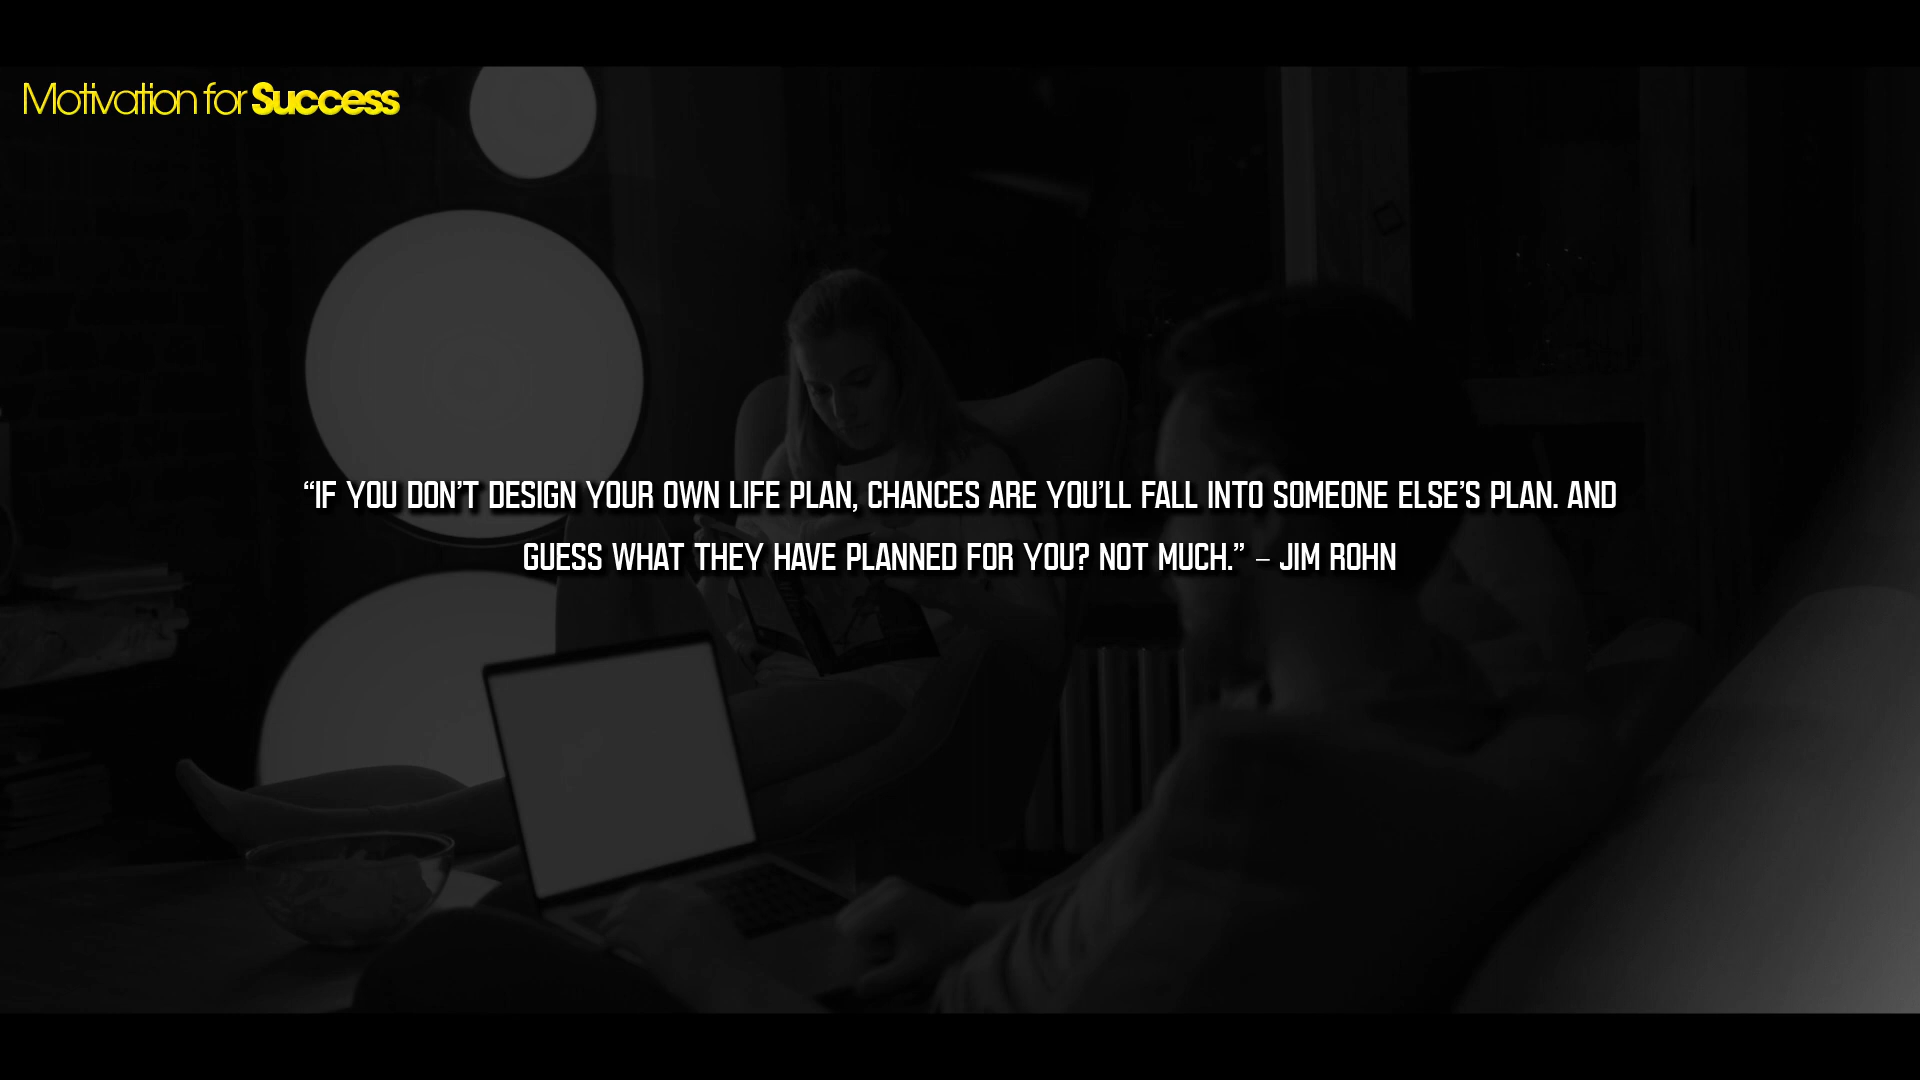 Motivation for Success
“IF YOU DON’T DESIGN YOUR OWN LIFE PLAN, CHANCES ARE YOU’LL FALL INTO SOMEONE ELSE’S PLAN. AND
GUESS WHAT THEY HAVE PLANNED FOR YOU? NOT MUCH.” – JIM ROHN